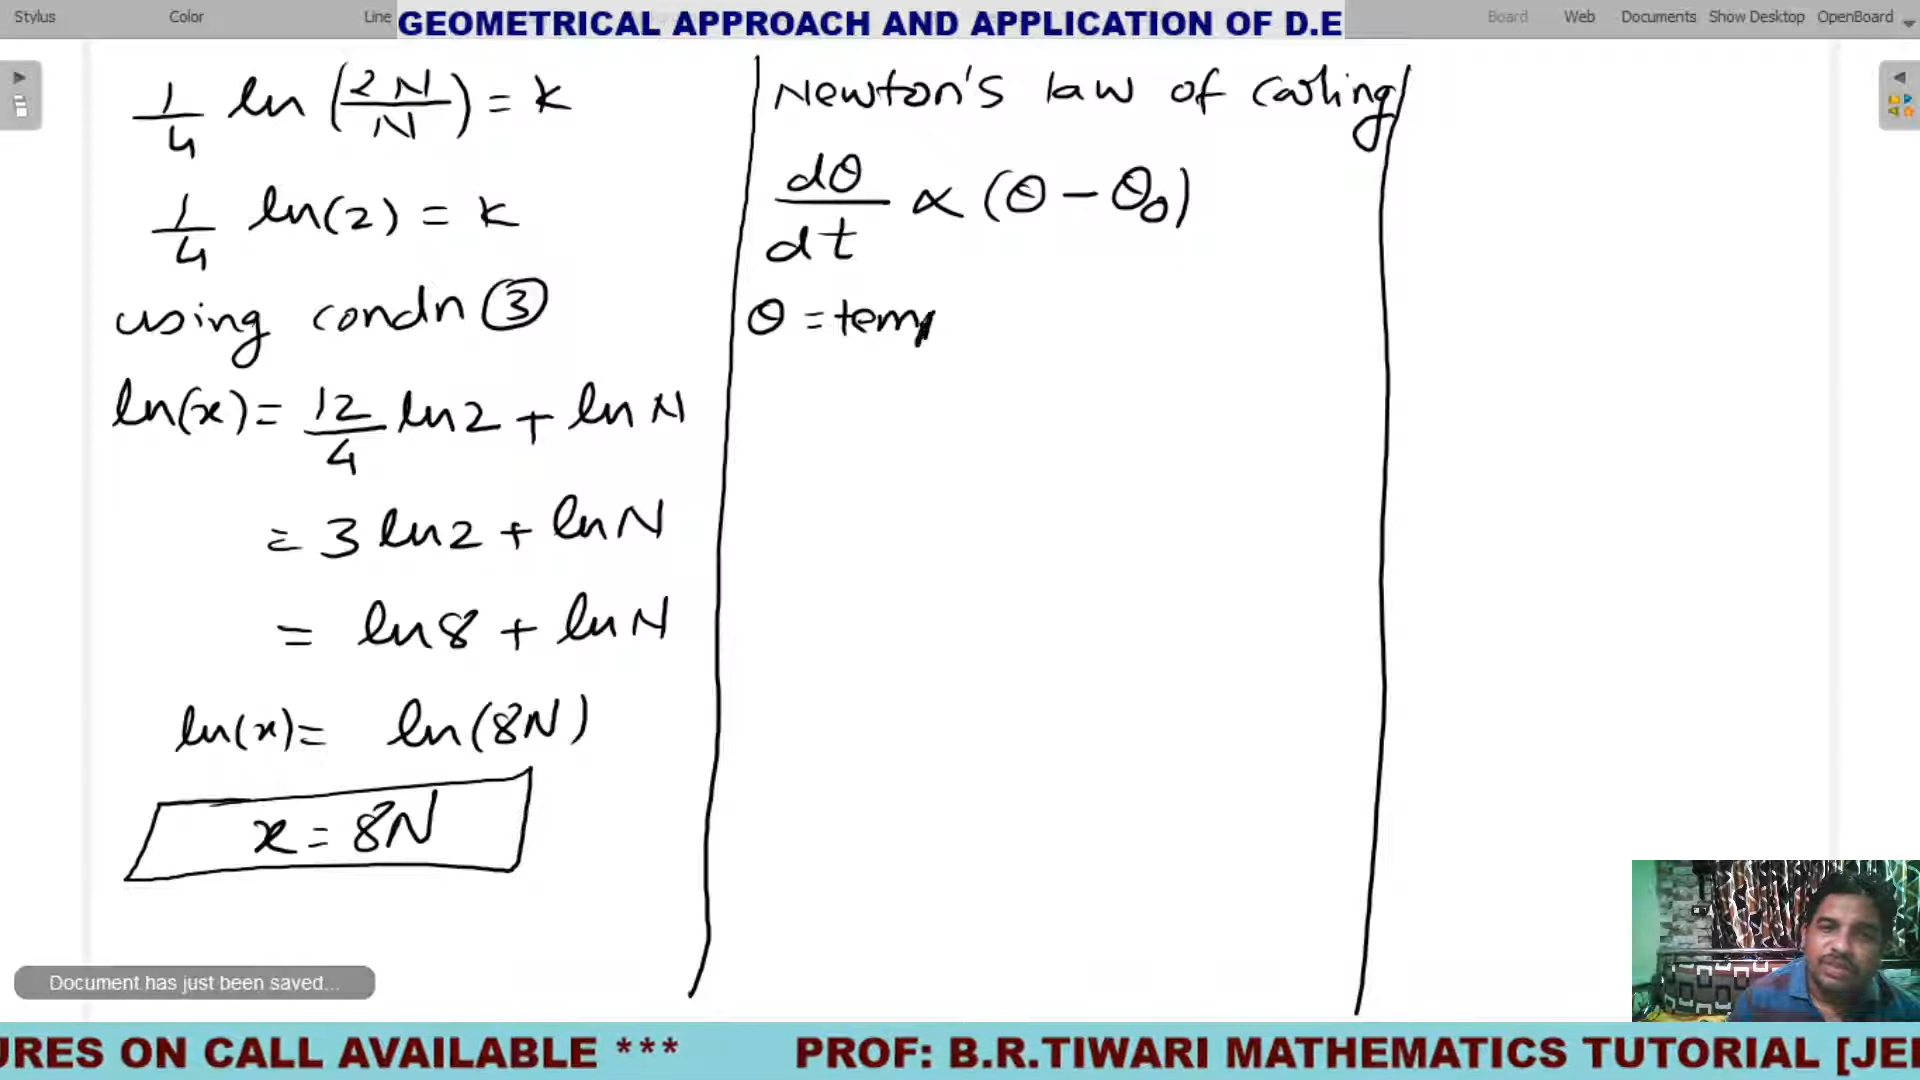 Stylus Color Line Board Web Documents Show Desktop OpenBoard
GEOMETRICAL APPROACH AND APPLICATION OF D.E
1/4 ln (2N/N) = k
1/4 ln(2) = k
using condn ③
ln(x) = 12/4 ln2 + ln N
= 3 ln2 + ln N
= ln8 + ln N
ln(x) = ln(8N)
x = 8N
Newton's law of cooling
dθ/dt ∝ (θ - θ₀)
θ = temp
Document has just been saved...
URES ON CALL AVAILABLE *** PROF: B.R.TIWARI MATHEMATICS TUTORIAL [JE